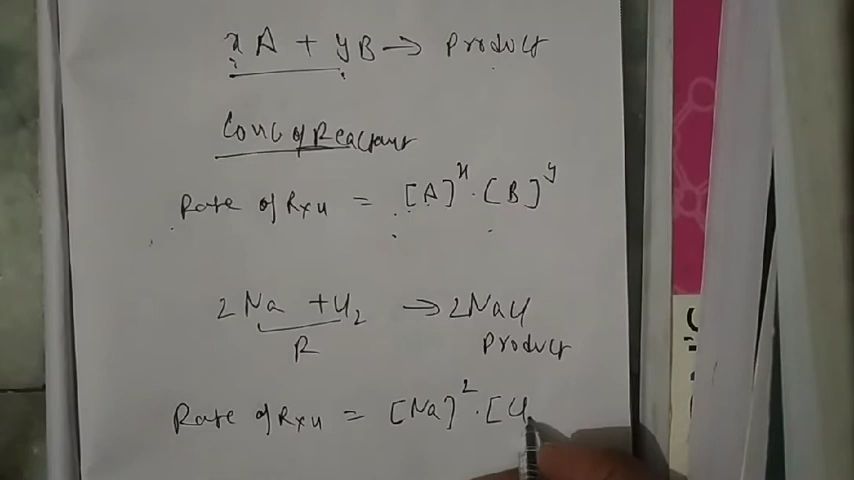 xA + yB → Product
Conc of Reactant
Rate of Rxn = [A]^x . [B]^y
2Na + Cl₂ → 2NaCl
R Product
Rate of Rxn = [Na]² . [Cl